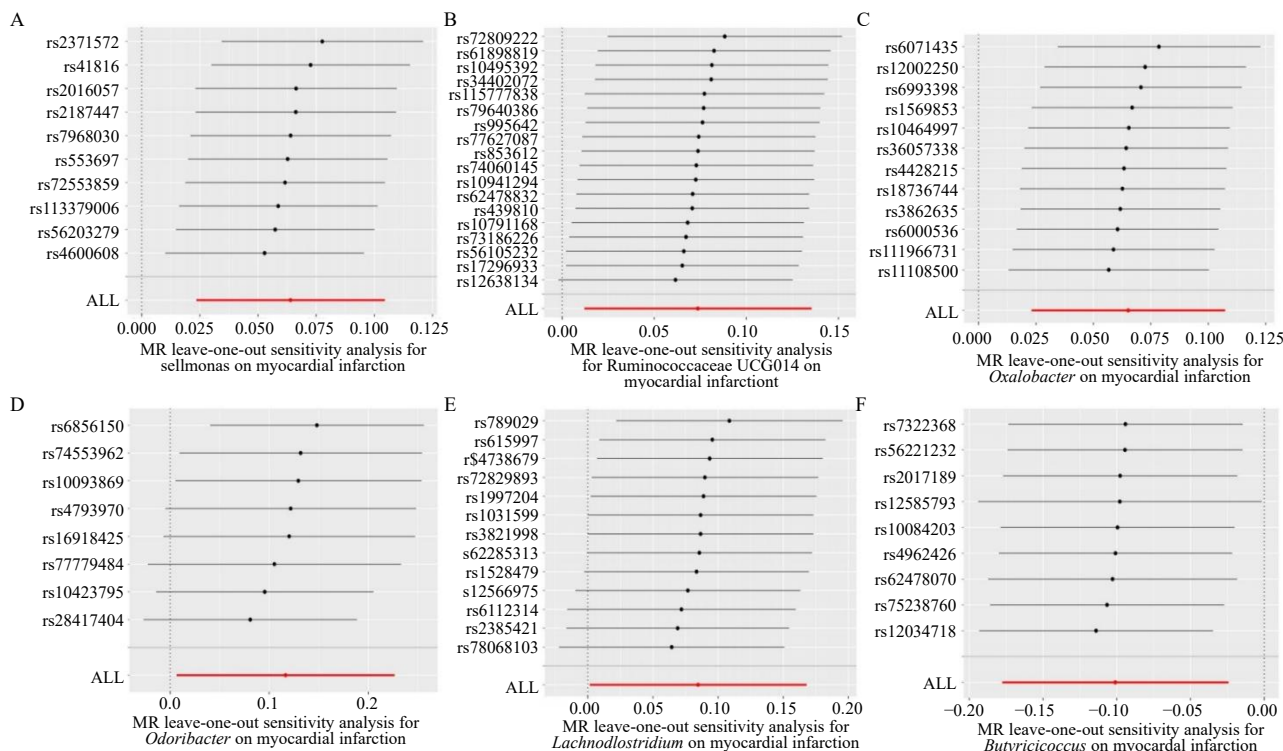 A
rs2371572
rs41816
rs2016057
rs2187447
rs7968030
rs553697
rs72553859
rs113379006
rs56203279
rs4600608
ALL
0.000 0.025 0.050 0.075 0.100 0.125
MR leave-one-out sensitivity analysis for
sellmonas on myocardial infarction
B
rs72809222
rs61898819
rs10495392
rs34402072
rs115777838
rs79640386
rs995642
rs77627087
rs853612
rs74060145
rs10941294
rs62478832
rs439810
rs10791168
rs73186226
rs56105232
rs17296933
rs12638134
ALL
0.00 0.05 0.10 0.15
MR leave-one-out sensitivity analysis
for Ruminococcaceae UCG014 on
myocardial infarctiont
C
rs6071435
rs12002250
rs6993398
rs1569853
rs10464997
rs36057338
rs4428215
rs18736744
rs3862635
rs6000536
rs111966731
rs11108500
ALL
0.000 0.025 0.050 0.075 0.100 0.125
MR leave-one-out sensitivity analysis for
Oxalobacter on myocardial infarction
D
rs6856150
rs74553962
rs10093869
rs4793970
rs16918425
rs77779484
rs10423795
rs28417404
ALL
0.0 0.1 0.2
MR leave-one-out sensitivity analysis for
Odoribacter on myocardial infarction
E
rs789029
rs615997
r$4738679
rs72829893
rs1997204
rs1031599
rs3821998
s62285313
rs1528479
s12566975
rs6112314
rs2385421
rs78068103
ALL
0.00 0.05 0.10 0.15 0.20
MR leave-one-out sensitivity analysis for
Lachnodlostridium on myocardial infarction
F
rs7322368
rs56221232
rs2017189
rs12585793
rs10084203
rs4962426
rs62478070
rs75238760
rs12034718
ALL
−0.20 −0.15 −0.10 −0.05 0.00
MR leave-one-out sensitivity analysis for
Butyricicoccus on myocardial infarction